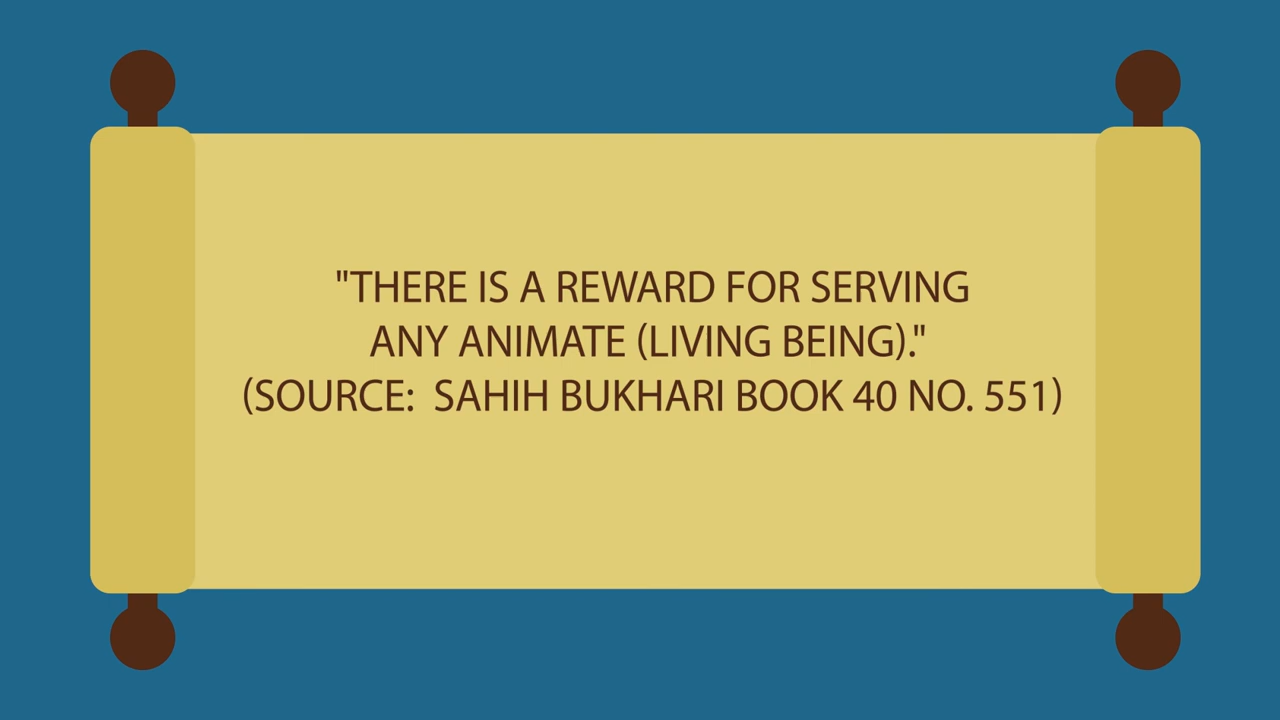 "THERE IS A REWARD FOR SERVING
ANY ANIMATE (LIVING BEING)."
(SOURCE:  SAHIH BUKHARI BOOK 40 NO. 551)